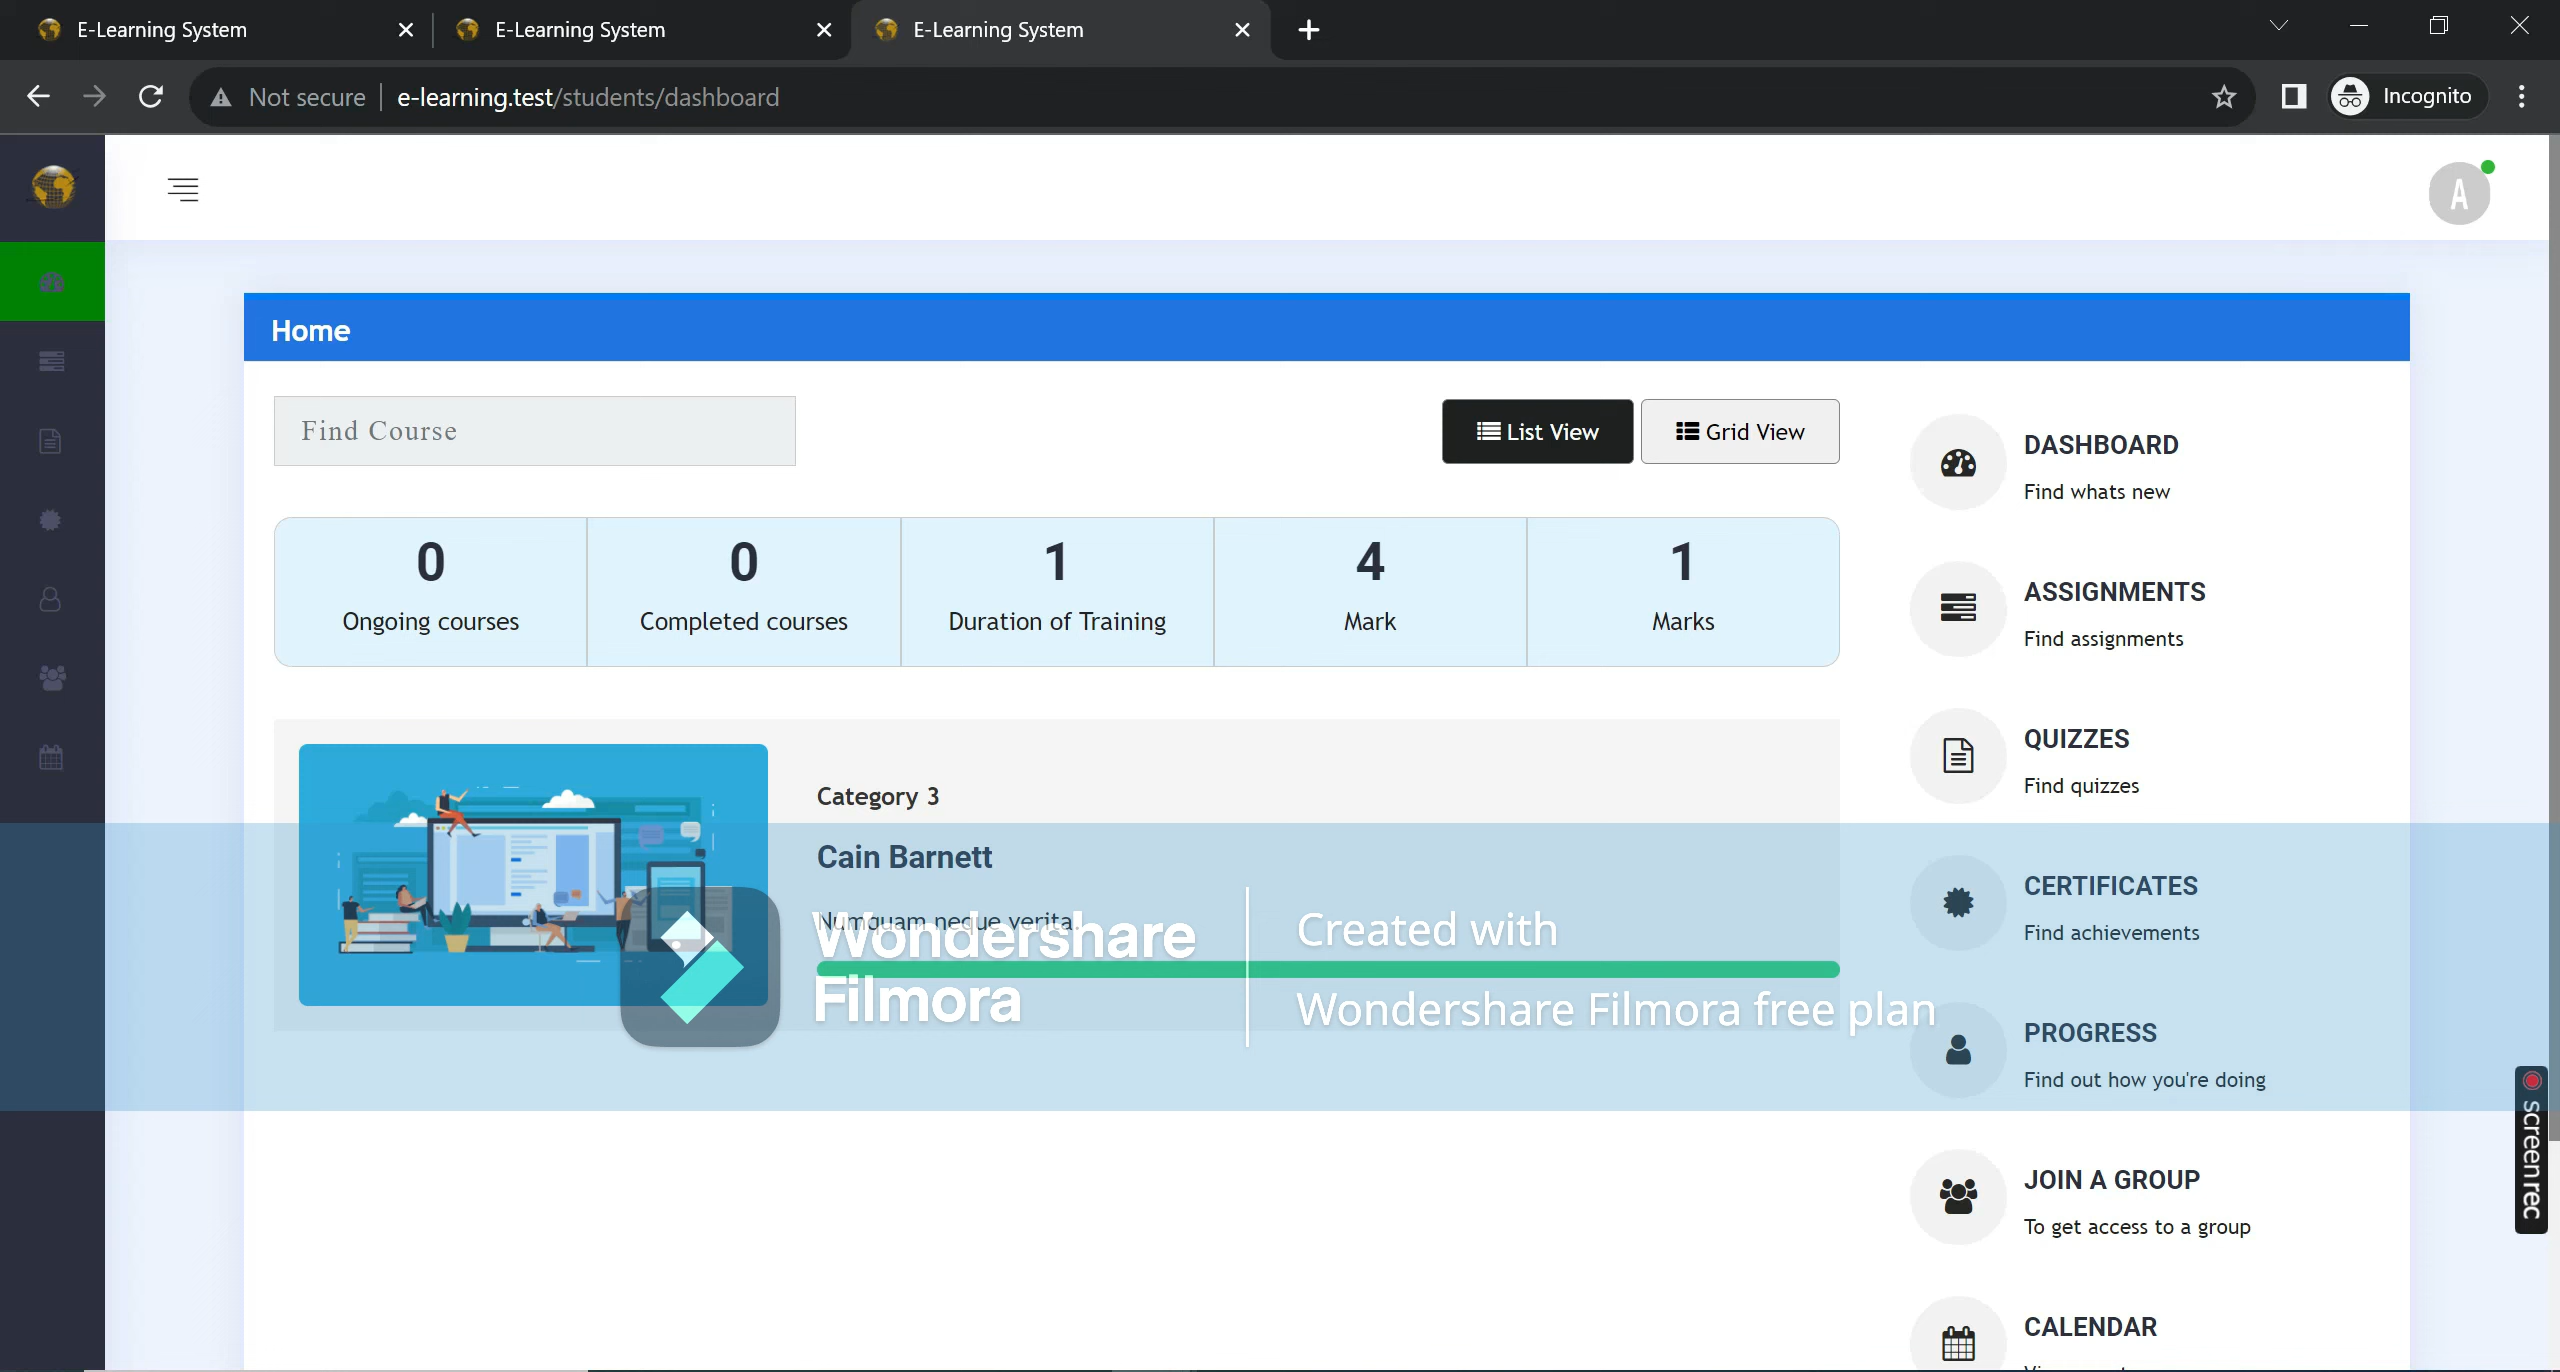 E-Learning System
E-Learning System
E-Learning System
Not secure
e-learning.test/students/dashboard
Incognito
A
Home
Find Course
List View
Grid View
0
Ongoing courses
0
Completed courses
1
Duration of Training
4
Mark
1
Marks
Category 3
Cain Barnett
Numquam neque verita.
Wondershare
Filmora
Created with
Wondershare Filmora free plan
DASHBOARD
Find whats new
ASSIGNMENTS
Find assignments
QUIZZES
Find quizzes
CERTIFICATES
Find achievements
PROGRESS
Find out how you're doing
JOIN A GROUP
To get access to a group
CALENDAR
screenrec